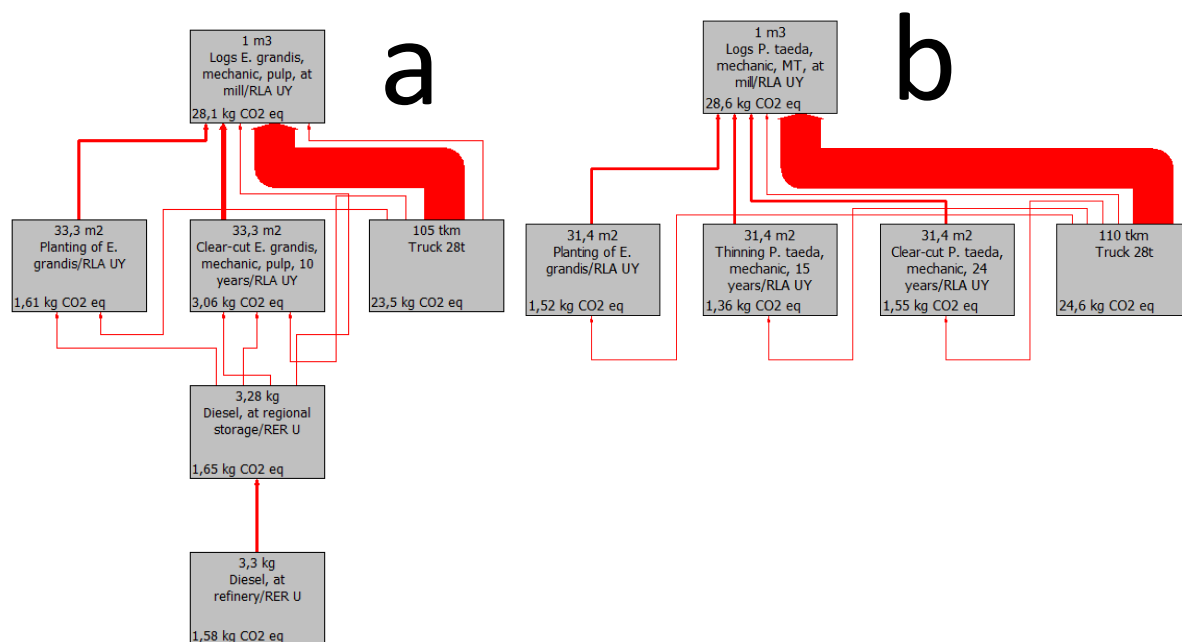 a
1 m3
Logs E. grandis,
mechanic, pulp, at
mill/RLA UY
28,1 kg CO2 eq
33,3 m2
Planting of E.
grandis/RLA UY
1,61 kg CO2 eq
33,3 m2
Clear-cut E. grandis,
mechanic, pulp, 10
years/RLA UY
3,06 kg CO2 eq
105 tkm
Truck 28t
23,5 kg CO2 eq
3,28 kg
Diesel, at regional
storage/RER U
1,65 kg CO2 eq
3,3 kg
Diesel, at
refinery/RER U
1,58 kg CO2 eq
b
1 m3
Logs P. taeda,
mechanic, MT, at
mill/RLA UY
28,6 kg CO2 eq
31,4 m2
Planting of E.
grandis/RLA UY
1,52 kg CO2 eq
31,4 m2
Thinning P. taeda,
mechanic, 15
years/RLA UY
1,36 kg CO2 eq
31,4 m2
Clear-cut P. taeda,
mechanic, 24
years/RLA UY
1,55 kg CO2 eq
110 tkm
Truck 28t
24,6 kg CO2 eq